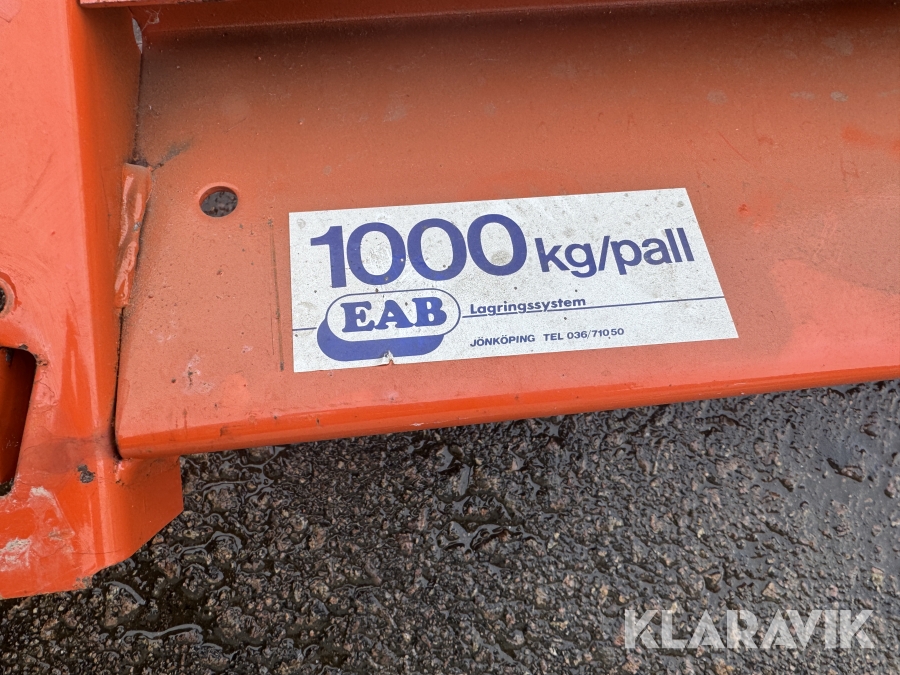 1000 kg/pall
EAB Lagringssystem
JÖNKÖPING TEL 036/71050
KLARAVIK